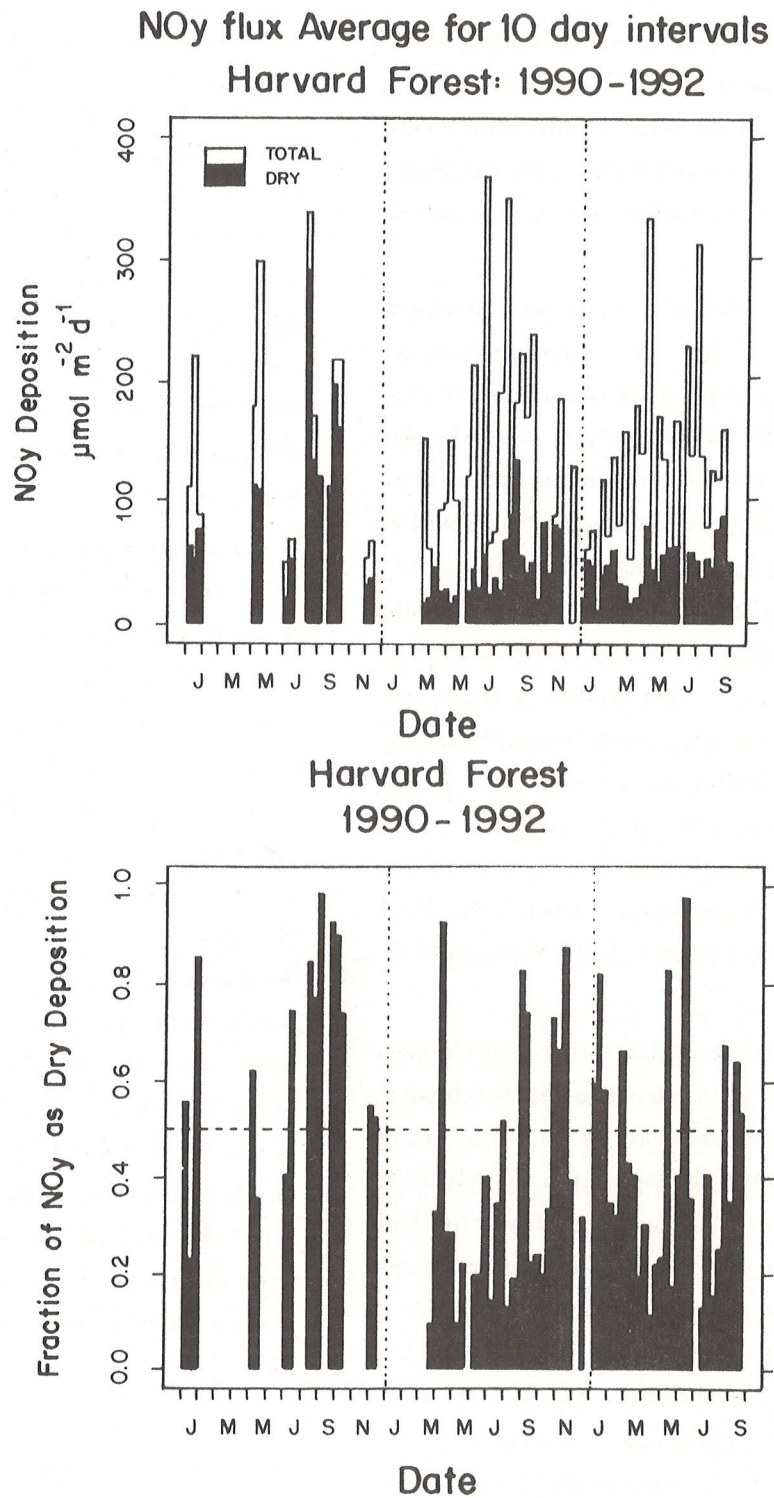 NOy flux Average for 10 day intervals
Harvard Forest: 1990-1992
400
300
200
100
0
NOy Deposition
µmol m-2 d-1
TOTAL
DRY
J M M J S N J M M J S N J M M J S
Date
Harvard Forest
1990-1992
1.0
0.8
0.6
0.4
0.2
0.0
Fraction of NOy as Dry Deposition
J M M J S N J M M J S N J M M J S
Date